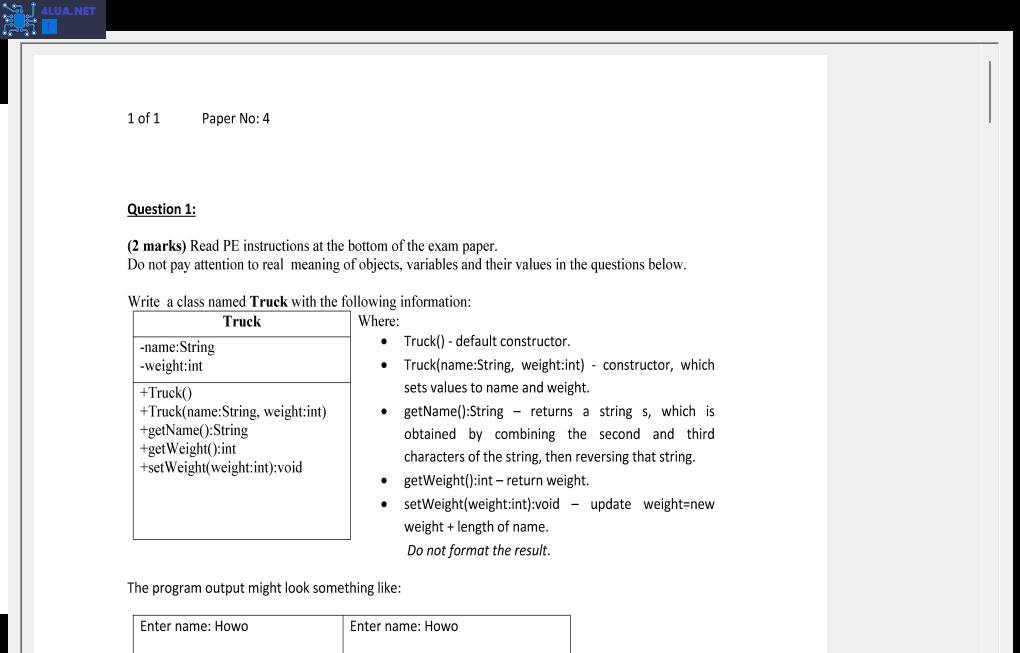 4LUA.NET
1 of 1 Paper No: 4
Question 1:
(2 marks) Read PE instructions at the bottom of the exam paper.
Do not pay attention to real meaning of objects, variables and their values in the questions below.
Write a class named Truck with the following information:
Truck
-name:String
-weight:int
+Truck()
+Truck(name:String, weight:int)
+getName():String
+getWeight():int
+setWeight(weight:int):void
Where:
• Truck() - default constructor.
• Truck(name:String, weight:int) - constructor, which
sets values to name and weight.
• getName():String – returns a string s, which is
obtained by combining the second and third
characters of the string, then reversing that string.
• getWeight():int – return weight.
• setWeight(weight:int):void – update weight=new
weight + length of name.
Do not format the result.
The program output might look something like:
Enter name: Howo
Enter name: Howo